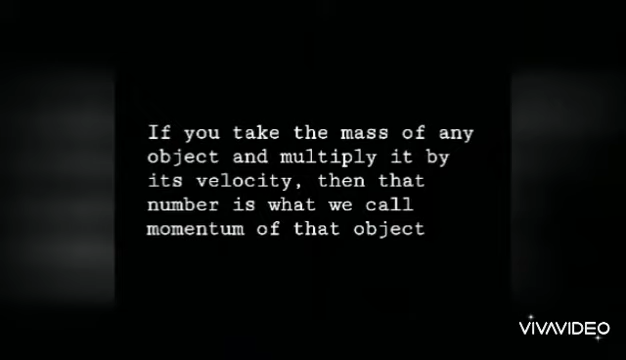 If you take the mass of any
object and multiply it by
its velocity, then that
number is what we call
momentum of that object
VIVAVIDEO